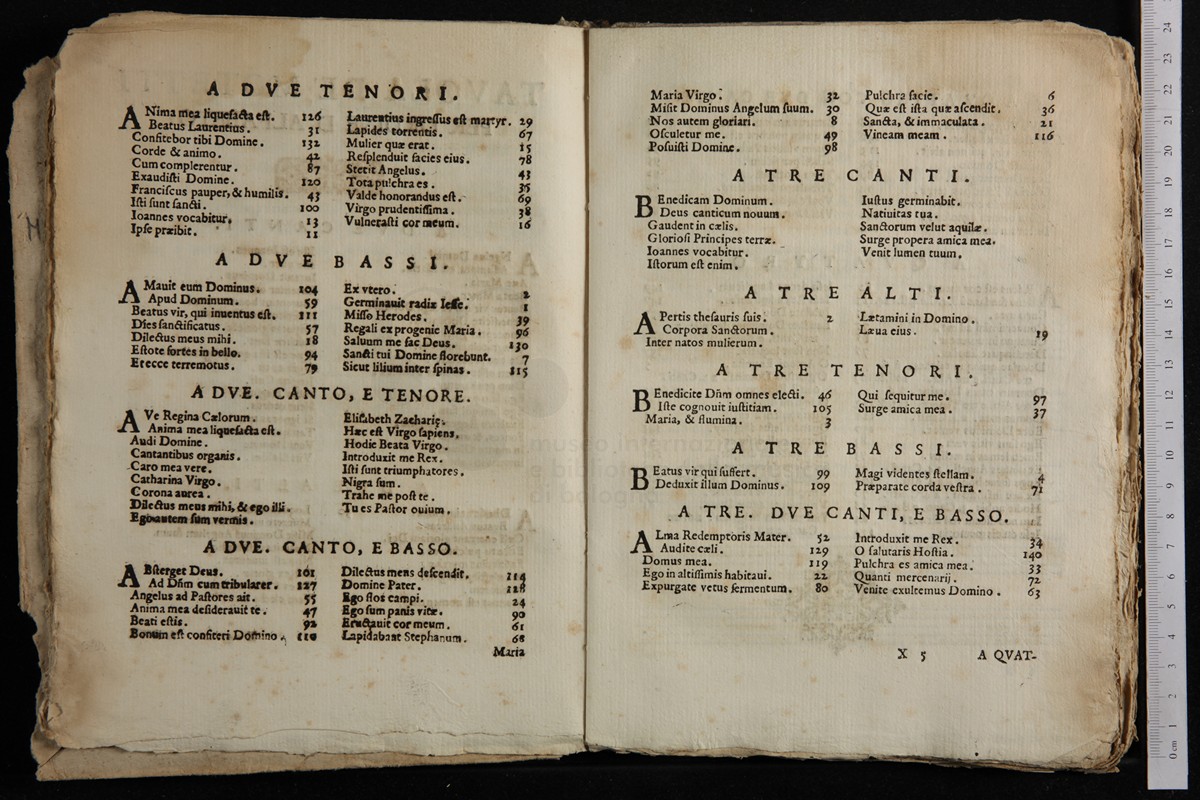 A DVE TENORI.
ANima mea liquefacta est. 126
Beatus Laurentius. 31
Confitebor tibi Domine. 132
Corde & animo. 42
Cum complerentur. 87
Exaudisti Domine. 120
Franciscus pauper, & humilis. 43
Isti sunt sancti. 100
Ioannes vocabitur. 13
Ipse præibit. 11
Laurentius ingressus est martyr. 29
Lapides torrentis. 67
Mulier quæ erat. 15
Resplenduit facies eius. 78
Stetit Angelus. 43
Tota pulchra es. 35
Valde honorandus est. 69
Virgo prudentissima. 38
Vulnerasti cor meum. 16
A DVE BASSI.
AMauit eum Dominus. 104
Apud Dominum. 59
Beatus vir, qui inuentus est. 111
Dies sanctificatus. 57
Dilectus meus mihi. 18
Estote fortes in bello. 94
Et ecce terremotus. 79
Ex vtero. 2
Germinauit radix Iesse. 1
Misso Herodes. 39
Regali ex progenie Maria. 96
Saluum me fac Deus. 130
Sancti tui Domine florebunt. 7
Sicut lilium inter spinas. 115
A DVE. CANTO, E TENORE.
AVe Regina Cælorum.
Anima mea liquefacta est.
Audi Domine.
Cantantibus organis.
Caro mea vere.
Catharina Virgo.
Corona aurea.
Dilectus meus mihi, & ego illi.
Ego autem sum vermis.
Elisabeth Zacharię.
Hæc est Virgo sapiens.
Hodie Beata Virgo.
Introduxit me Rex.
Isti sunt triumphatores.
Nigra sum.
Trahe me post te.
Tu es Pastor ouium.
A DVE. CANTO, E BASSO.
ABsterget Deus. 101
Ad Dñm cum tribularer. 127
Angelus ad Pastores ait. 55
Anima mea desiderauit te. 47
Beati estis. 92
Bonum est confiteri Domino. 110
Dilectus meus descendit. 114
Domine Pater. 128
Ego flos campi. 24
Ego sum panis vitæ. 90
Eructauit cor meum. 61
Lapidabant Stephanum. 68
Maria
Maria Virgo. 32
Misit Dominus Angelum suum. 30
Nos autem gloriari. 8
Osculetur me. 49
Posuisti Domine. 98
Pulchra facie. 6
Quæ est ista quæ ascendit. 36
Sancta, & immaculata. 21
Vineam meam. 116
A TRE CANTI.
BEnedicam Dominum.
Deus canticum nouum.
Gaudent in cælis.
Gloriosi Principes terræ.
Ioannes vocabitur.
Istorum est enim.
Iustus germinabit.
Natiuitas tua.
Sanctorum velut aquilæ.
Surge propera amica mea.
Venit lumen tuum.
A TRE ALTI.
APertis thesauris suis. 2
Corpora Sanctorum.
Inter natos mulierum.
Lætamini in Domino.
Læua eius. 19
A TRE TENORI.
BEnedicite Dñm omnes electi. 46
Iste cognouit iustitiam. 105
Maria, & flumina. 3
Qui sequitur me. 97
Surge amica mea. 37
A TRE BASSI.
BEatus vir qui suffert. 99
Deduxit illum Dominus. 109
Magi videntes stellam. 4
Præparate corda vestra. 71
A TRE. DVE CANTI, E BASSO.
ALma Redemptoris Mater. 52
Audite cæli. 129
Domus mea. 119
Ego in altissimis habitaui. 22
Expurgate vetus fermentum. 80
Introduxit me Rex. 34
O salutaris Hostia. 140
Pulchra es amica mea. 33
Quanti mercenarij. 72
Venite exultemus Domino. 63
X 5 A QVAT-